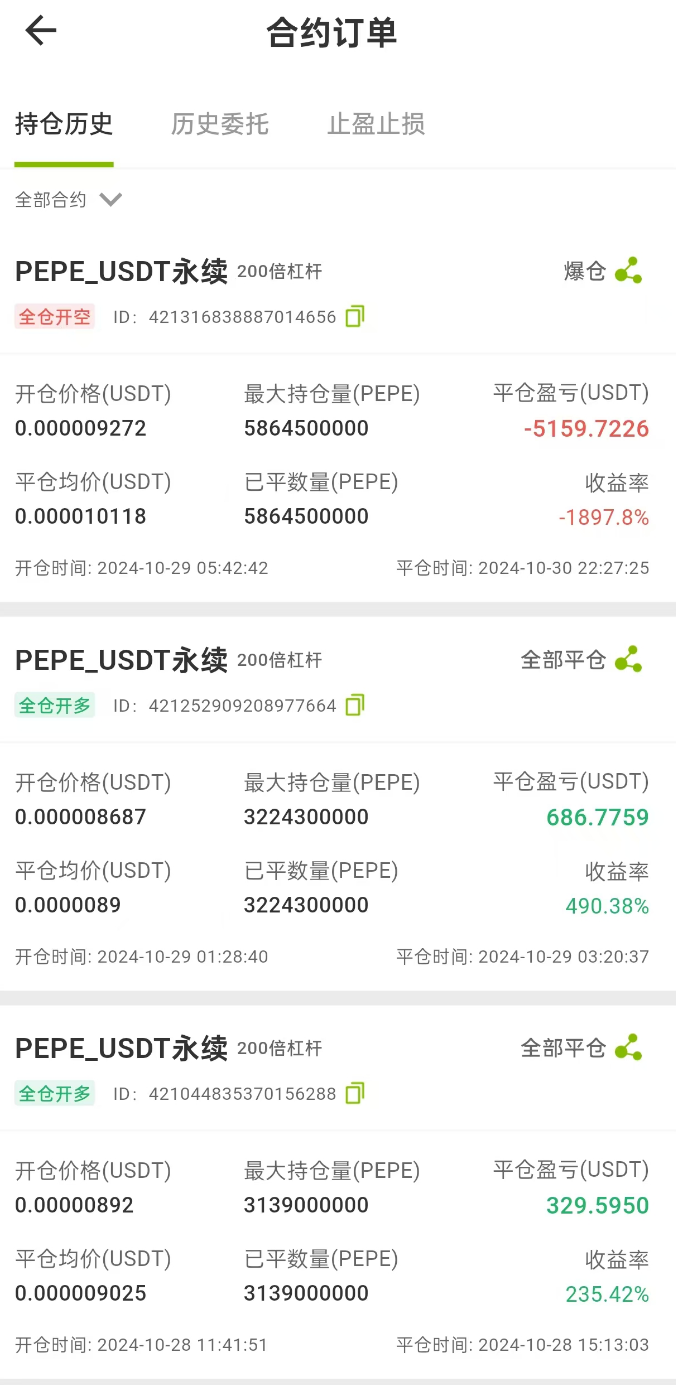 合约订单
持仓历史 历史委托 止盈止损
全部合约
PEPE_USDT永续 200倍杠杆 爆仓
全仓开空 ID: 421316838887014656
开仓价格(USDT) 最大持仓量(PEPE) 平仓盈亏(USDT)
0.000009272 5864500000 -5159.7226
平仓均价(USDT) 已平数量(PEPE) 收益率
0.000010118 5864500000 -1897.8%
开仓时间: 2024-10-29 05:42:42 平仓时间: 2024-10-30 22:27:25
PEPE_USDT永续 200倍杠杆 全部平仓
全仓开多 ID: 421252909208977664
开仓价格(USDT) 最大持仓量(PEPE) 平仓盈亏(USDT)
0.000008687 3224300000 686.7759
平仓均价(USDT) 已平数量(PEPE) 收益率
0.0000089 3224300000 490.38%
开仓时间: 2024-10-29 01:28:40 平仓时间: 2024-10-29 03:20:37
PEPE_USDT永续 200倍杠杆 全部平仓
全仓开多 ID: 421044835370156288
开仓价格(USDT) 最大持仓量(PEPE) 平仓盈亏(USDT)
0.00000892 3139000000 329.5950
平仓均价(USDT) 已平数量(PEPE) 收益率
0.000009025 3139000000 235.42%
开仓时间: 2024-10-28 11:41:51 平仓时间: 2024-10-28 15:13:03